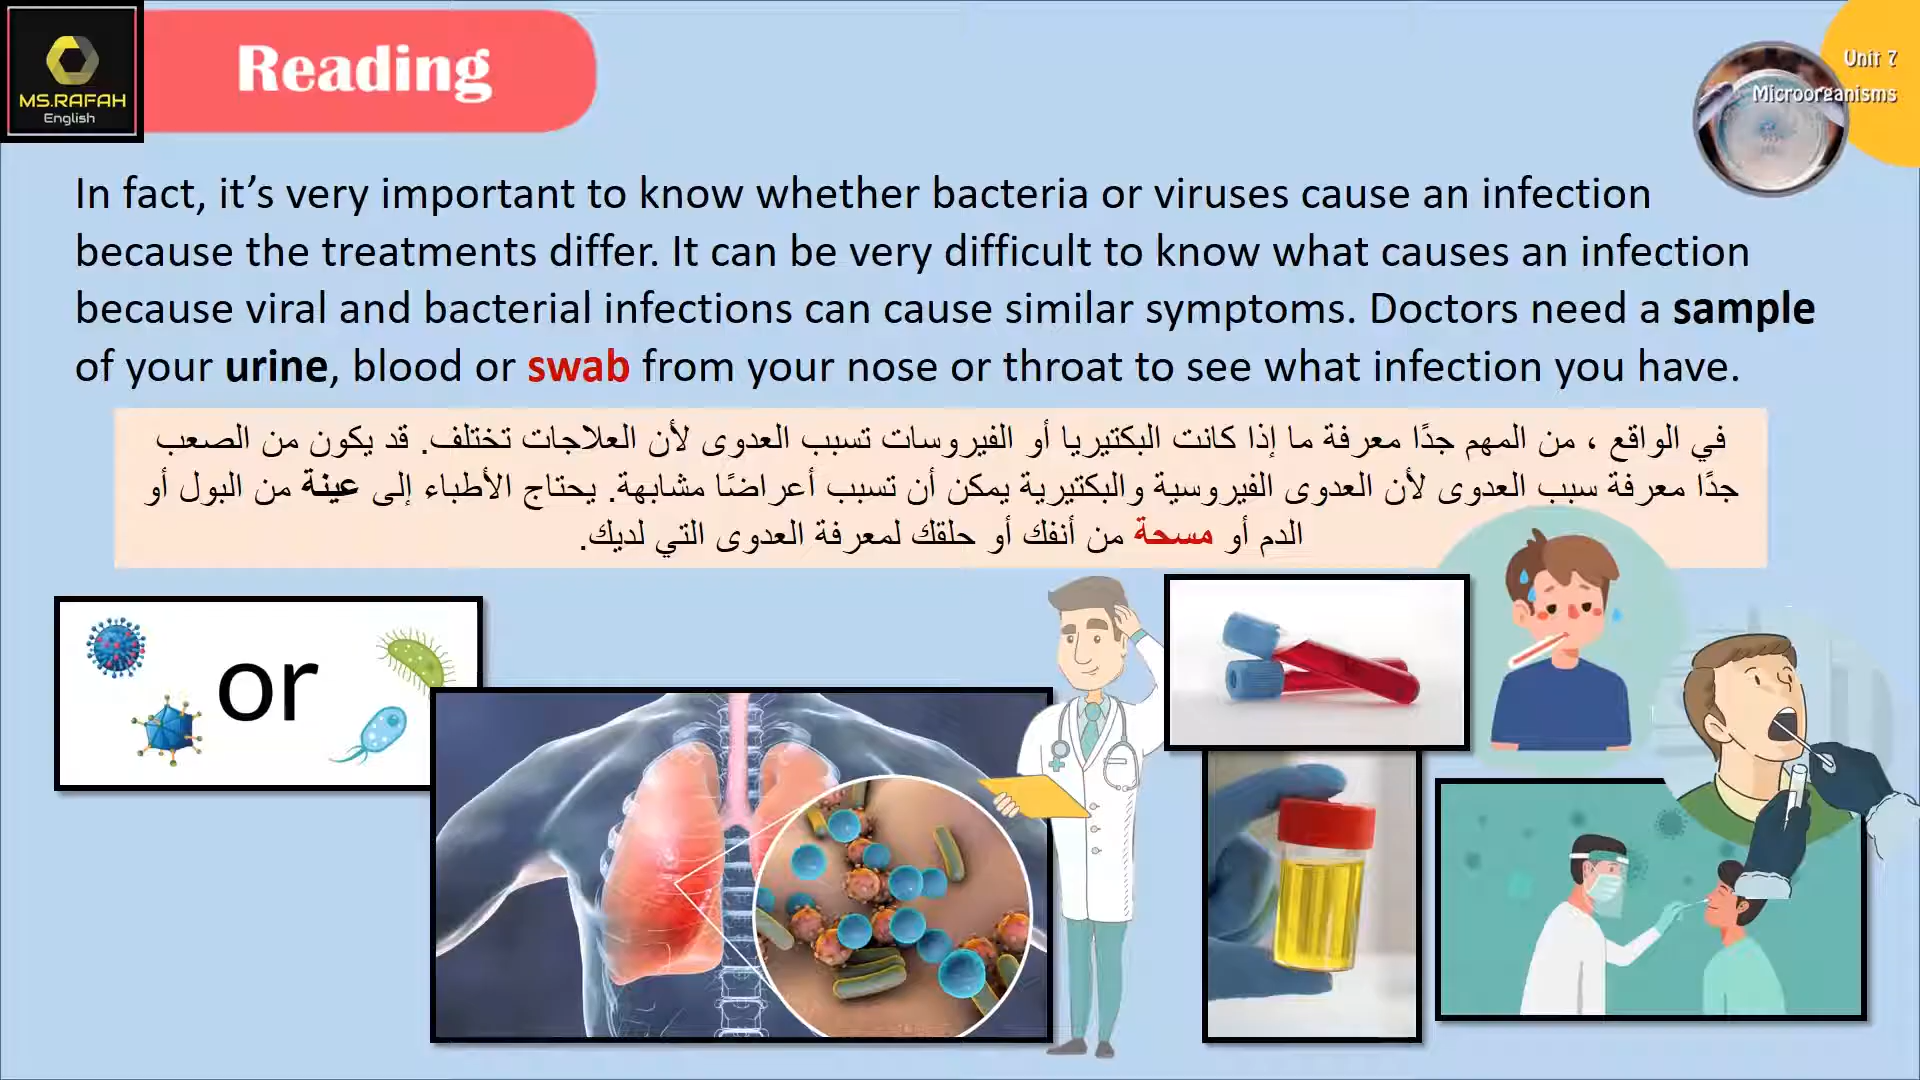 MS.RAFAH
English
Reading
Unit 7
Microorganisms
In fact, it's very important to know whether bacteria or viruses cause an infection
because the treatments differ. It can be very difficult to know what causes an infection
because viral and bacterial infections can cause similar symptoms. Doctors need a sample
of your urine, blood or swab from your nose or throat to see what infection you have.
في الواقع ، من المهم جدًا معرفة ما إذا كانت البكتيريا أو الفيروسات تسبب العدوى لأن العلاجات تختلف. قد يكون من الصعب
جدًا معرفة سبب العدوى لأن العدوى الفيروسية والبكتيرية يمكن أن تسبب أعراضًا مشابهة. يحتاج الأطباء إلى عينة من البول أو
الدم أو مسحة من أنفك أو حلقك لمعرفة العدوى التي لديك.
or